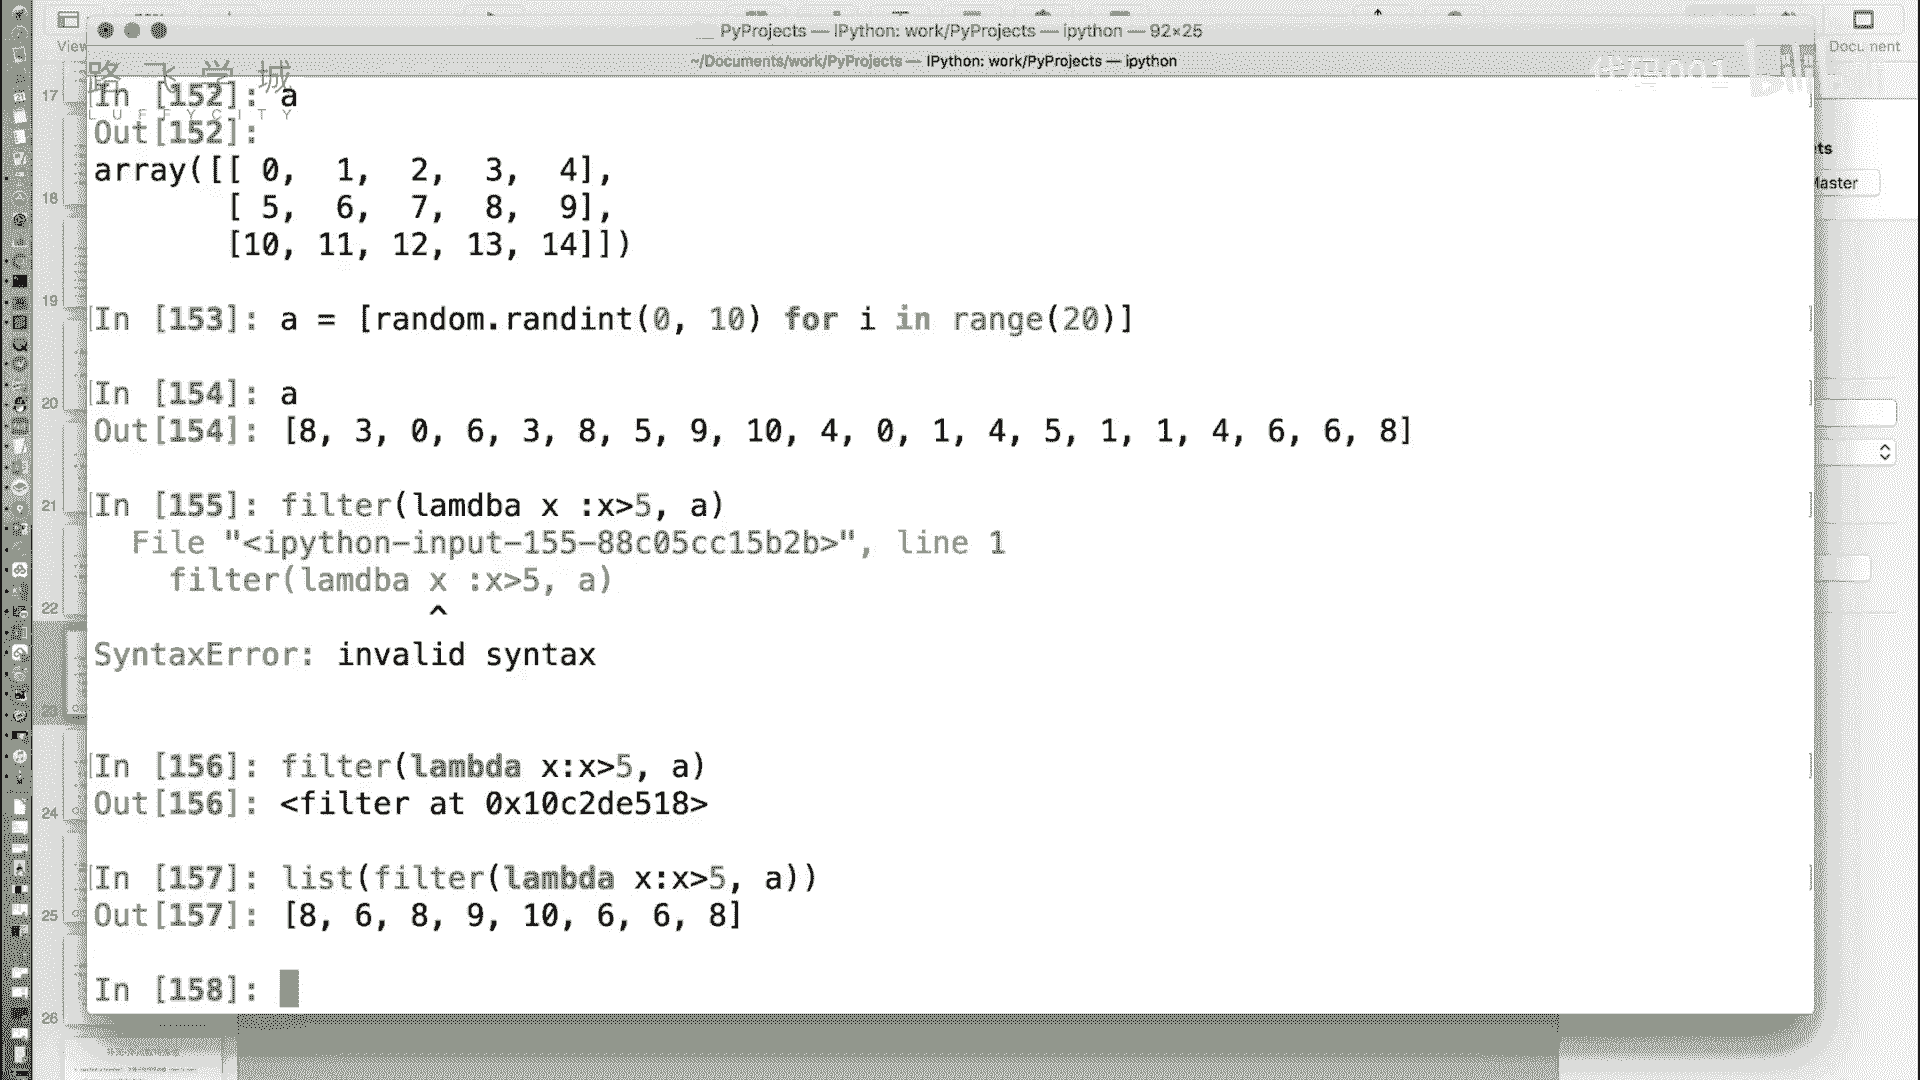 View
PyProjects — IPython: work/PyProjects — ipython — 92×25
~/Documents/work/PyProjects — IPython: work/PyProjects — ipython
路飞学城
LUFFYCITY
In [152]: a
Out[152]:
array([[ 0, 1, 2, 3, 4],
[ 5, 6, 7, 8, 9],
[10, 11, 12, 13, 14]])
In [153]: a = [random.randint(0, 10) for i in range(20)]
In [154]: a
Out[154]: [8, 3, 0, 6, 3, 8, 5, 9, 10, 4, 0, 1, 4, 5, 1, 1, 4, 6, 6, 8]
In [155]: filter(lamdba x :x>5, a)
File "<ipython-input-155-88c05cc15b2b>", line 1
filter(lamdba x :x>5, a)
^
SyntaxError: invalid syntax
In [156]: filter(lambda x:x>5, a)
Out[156]: <filter at 0x10c2de518>
In [157]: list(filter(lambda x:x>5, a))
Out[157]: [8, 6, 8, 9, 10, 6, 6, 8]
In [158]:
17
18
19
20
21
22
23
24
25
26